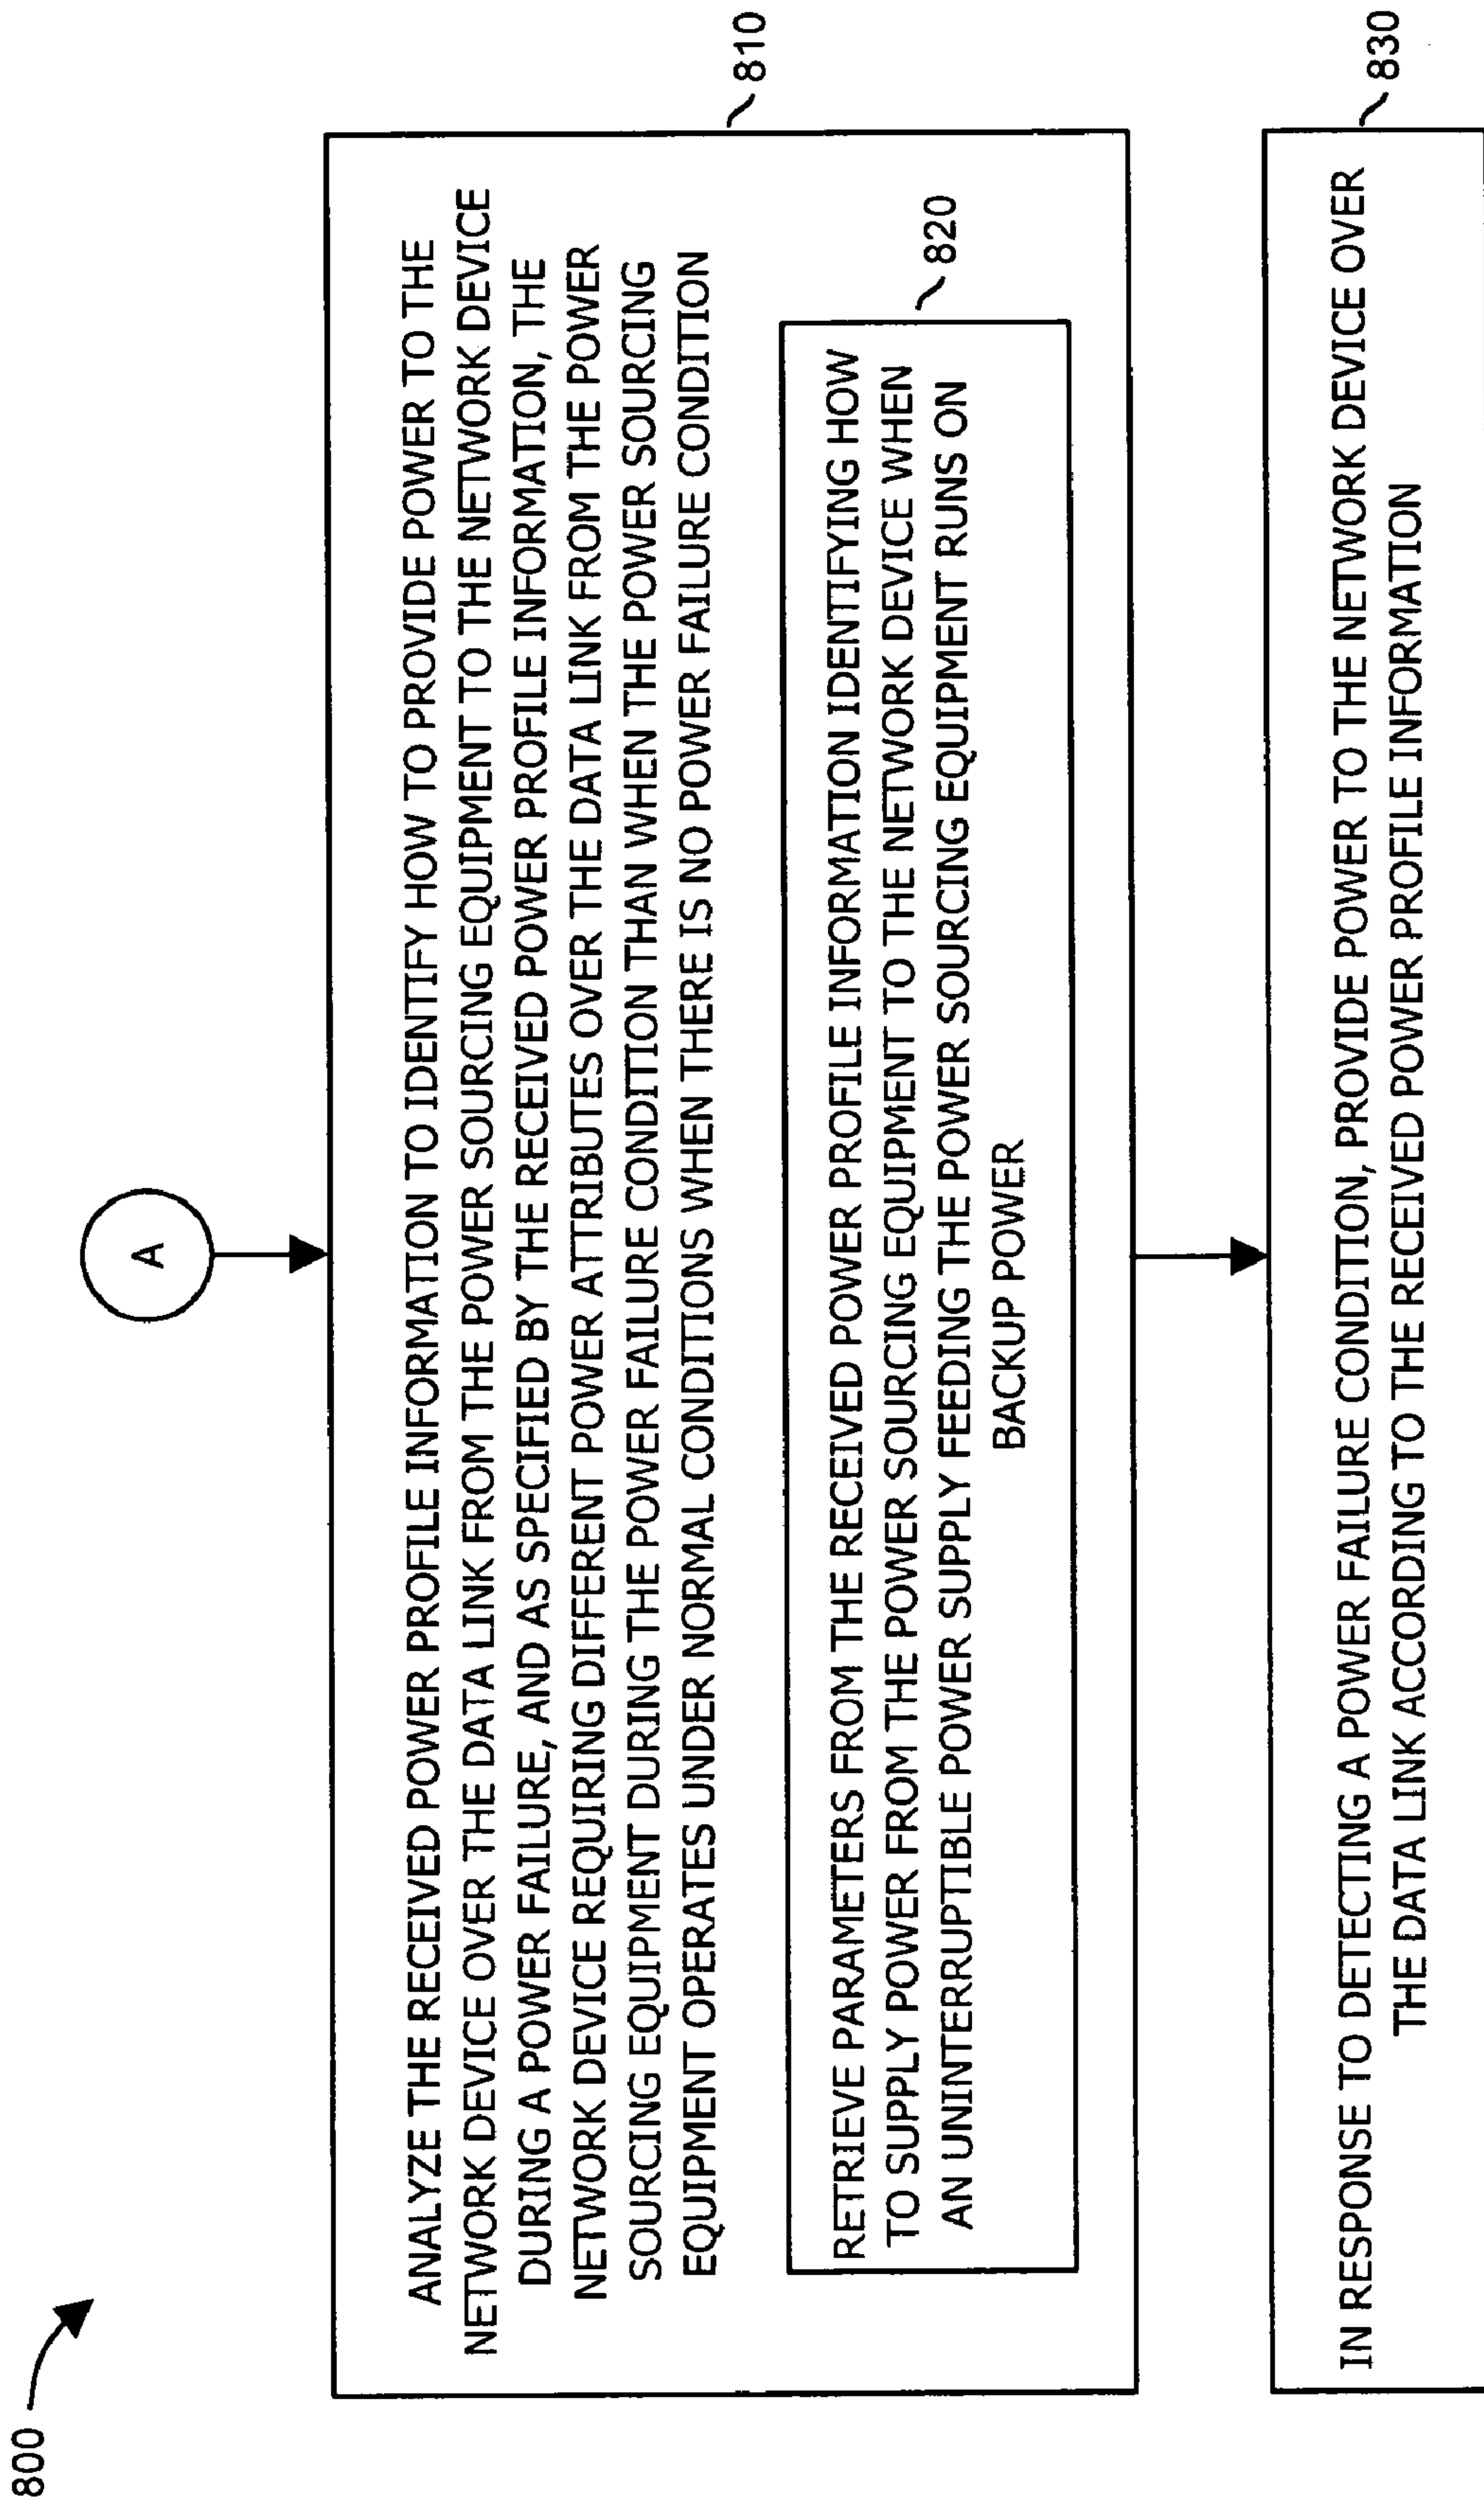 800
A
810
ANALYZE THE RECEIVED POWER PROFILE INFORMATION TO IDENTIFY HOW TO PROVIDE POWER TO THE
NETWORK DEVICE OVER THE DATA LINK FROM THE POWER SOURCING EQUIPMENT TO THE NETWORK DEVICE
DURING A POWER FAILURE, AND AS SPECIFIED BY THE RECEIVED POWER PROFILE INFORMATION, THE
NETWORK DEVICE REQUIRING DIFFERENT POWER ATTRIBUTES OVER THE DATA LINK FROM THE POWER
SOURCING EQUIPMENT DURING THE POWER FAILURE CONDITION THAN WHEN THE POWER SOURCING
EQUIPMENT OPERATES UNDER NORMAL CONDITIONS WHEN THERE IS NO POWER FAILURE CONDITION
820
RETRIEVE PARAMETERS FROM THE RECEIVED POWER PROFILE INFORMATION IDENTIFYING HOW
TO SUPPLY POWER FROM THE POWER SOURCING EQUIPMENT TO THE NETWORK DEVICE WHEN
AN UNINTERRUPTIBLE POWER SUPPLY FEEDING THE POWER SOURCING EQUIPMENT RUNS ON
BACKUP POWER
830
IN RESPONSE TO DETECTING A POWER FAILURE CONDITION, PROVIDE POWER TO THE NETWORK DEVICE OVER
THE DATA LINK ACCORDING TO THE RECEIVED POWER PROFILE INFORMATION